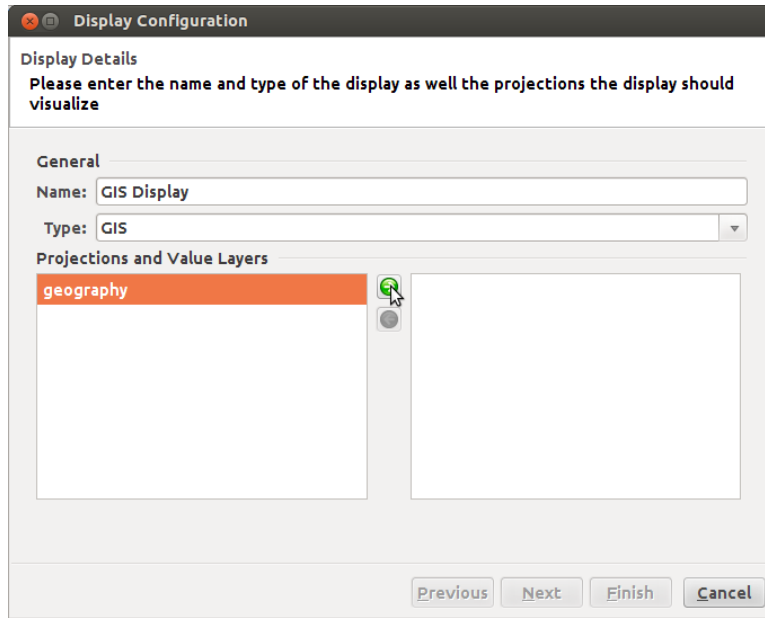 Display Configuration
Display Details
Please enter the name and type of the display as well the projections the display should
visualize
General
Name: GIS Display
Type: GIS
Projections and Value Layers
geography
Previous Next Finish Cancel